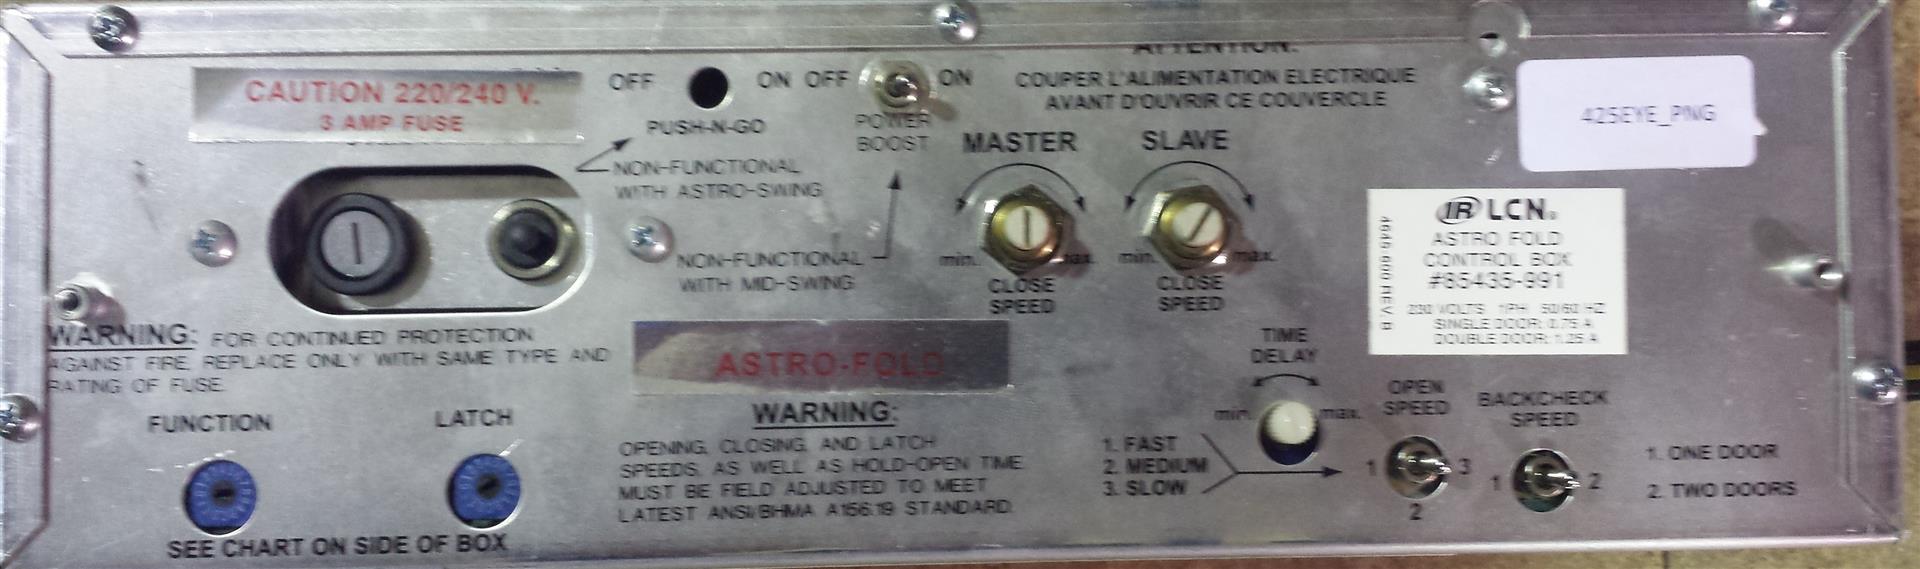 CAUTION 220/240 V.
3 AMP FUSE
OFF
ON
PUSH-N-GO
NON-FUNCTIONAL
WITH ASTRO-SWING
OFF
ON
POWER
BOOST
NON-FUNCTIONAL
WITH MID-SWING
ATTENTION:
COUPER L'ALIMENTATION ELECTRIQUE
AVANT D'OUVRIR CE COUVERCLE
425EYE_PNG
MASTER
min.
max.
CLOSE
SPEED
SLAVE
min.
max.
CLOSE
SPEED
IR LCN®
ASTRO FOLD
CONTROL BOX
#85435-991
230 VOLTS 1PH 50/60 HZ
SINGLE DOOR: 0.75 A
DOUBLE DOOR: 1.25 A
WARNING: FOR CONTINUED PROTECTION
AGAINST FIRE, REPLACE ONLY WITH SAME TYPE AND
RATING OF FUSE.
ASTRO-FOLD
FUNCTION
LATCH
SEE CHART ON SIDE OF BOX
WARNING:
OPENING, CLOSING, AND LATCH
SPEEDS, AS WELL AS HOLD-OPEN TIME
MUST BE FIELD ADJUSTED TO MEET
LATEST ANSI/BHMA A156.19 STANDARD.
TIME
DELAY
min.
max.
1. FAST
2. MEDIUM
3. SLOW
OPEN
SPEED
1
3
2
BACKCHECK
SPEED
1
2
1. ONE DOOR
2. TWO DOORS